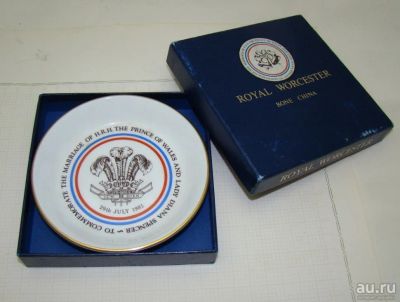 TO COMMEMORATE THE MARRIAGE OF H.R.H. THE PRINCE OF WALES AND LADY DIANA SPENCER
29th JULY 1981
ROYAL WORCESTER
BONE CHINA
ROYAL WORCESTER
au.ru